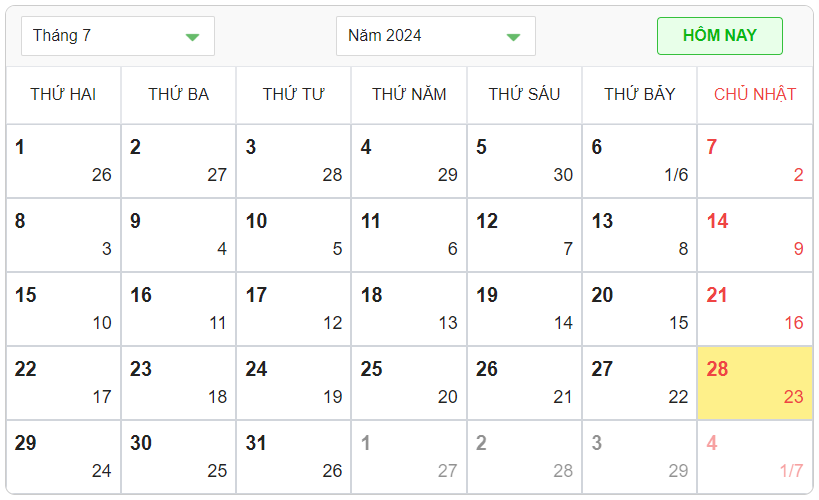 Tháng 7 Năm 2024 HÔM NAY
THỨ HAI THỨ BA THỨ TƯ THỨ NĂM THỨ SÁU THỨ BẢY CHỦ NHẬT
1 2 3 4 5 6 7
26 27 28 29 30 1/6 2
8 9 10 11 12 13 14
3 4 5 6 7 8 9
15 16 17 18 19 20 21
10 11 12 13 14 15 16
22 23 24 25 26 27 28
17 18 19 20 21 22 23
29 30 31 1 2 3 4
24 25 26 27 28 29 1/7